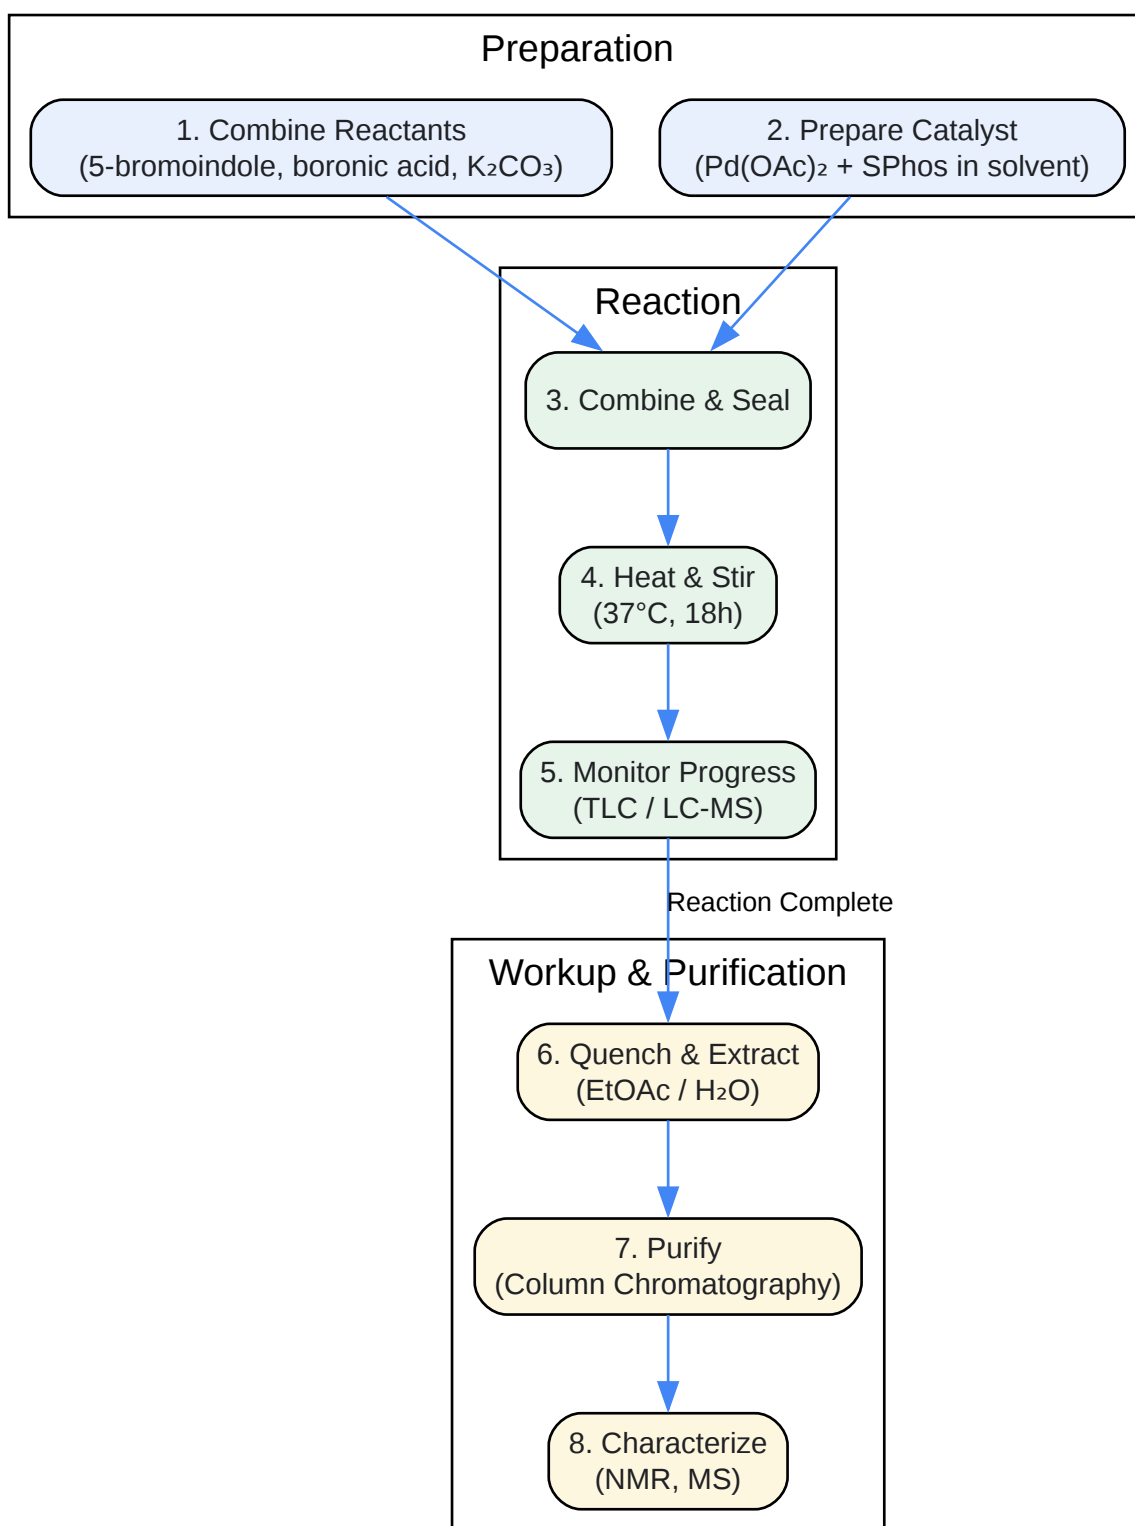 Preparation
1. Combine Reactants
(5-bromoindole, boronic acid, K₂CO₃)
2. Prepare Catalyst
(Pd(OAc)₂ + SPhos in solvent)
Reaction
3. Combine & Seal
4. Heat & Stir
(37°C, 18h)
5. Monitor Progress
(TLC / LC-MS)
Reaction Complete
Workup & Purification
6. Quench & Extract
(EtOAc / H₂O)
7. Purify
(Column Chromatography)
8. Characterize
(NMR, MS)